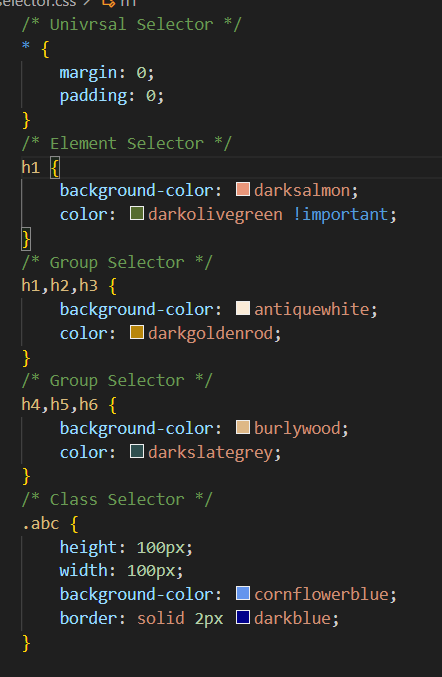 selector.css > h1
/* Univrsal Selector */
* {
    margin: 0;
    padding: 0;
}
/* Element Selector */
h1 {
    background-color: darksalmon;
    color: darkolivegreen !important;
}
/* Group Selector */
h1,h2,h3 {
    background-color: antiquewhite;
    color: darkgoldenrod;
}
/* Group Selector */
h4,h5,h6 {
    background-color: burlywood;
    color: darkslategrey;
}
/* Class Selector */
.abc {
    height: 100px;
    width: 100px;
    background-color: cornflowerblue;
    border: solid 2px darkblue;
}